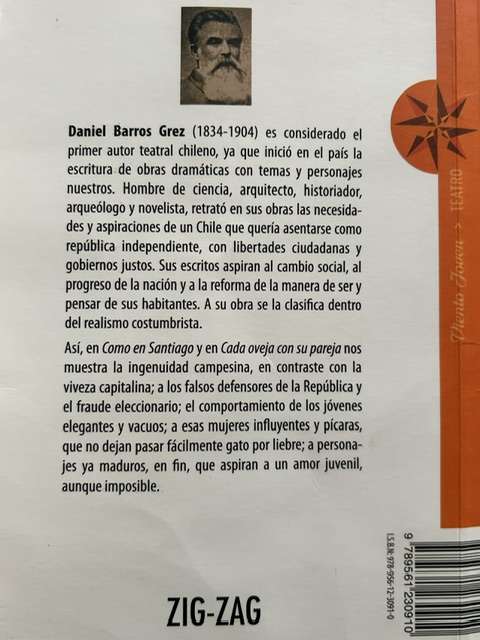 Daniel Barros Grez (1834-1904) es considerado el
primer autor teatral chileno, ya que inició en el país la
escritura de obras dramáticas con temas y personajes
nuestros. Hombre de ciencia, arquitecto, historiador,
arqueólogo y novelista, retrató en sus obras las necesida-
des y aspiraciones de un Chile que quería asentarse como
república independiente, con libertades ciudadanas y
gobiernos justos. Sus escritos aspiran al cambio social, al
progreso de la nación y a la reforma de la manera de ser y
pensar de sus habitantes. A su obra se la clasifica dentro
del realismo costumbrista.
Así, en Como en Santiago y en Cada oveja con su pareja nos
muestra la ingenuidad campesina, en contraste con la
viveza capitalina; a los falsos defensores de la República y
el fraude eleccionario; el comportamiento de los jóvenes
elegantes y vacuos; a esas mujeres influyentes y pícaras,
que no dejan pasar fácilmente gato por liebre; a persona-
jes ya maduros, en fin, que aspiran a un amor juvenil,
aunque imposible.
ZIG-ZAG
Viento Joven > TEATRO
I.S.B.N: 978-956-12-3091-0
9 789561 230910